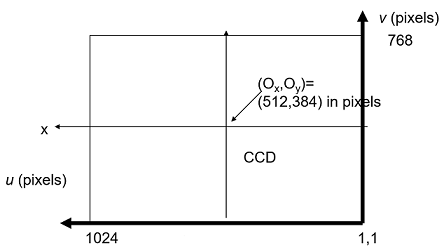 v (pixels)
768
(Ox,Oy)=
(512,384) in pixels
x
CCD
u (pixels)
1024
1,1